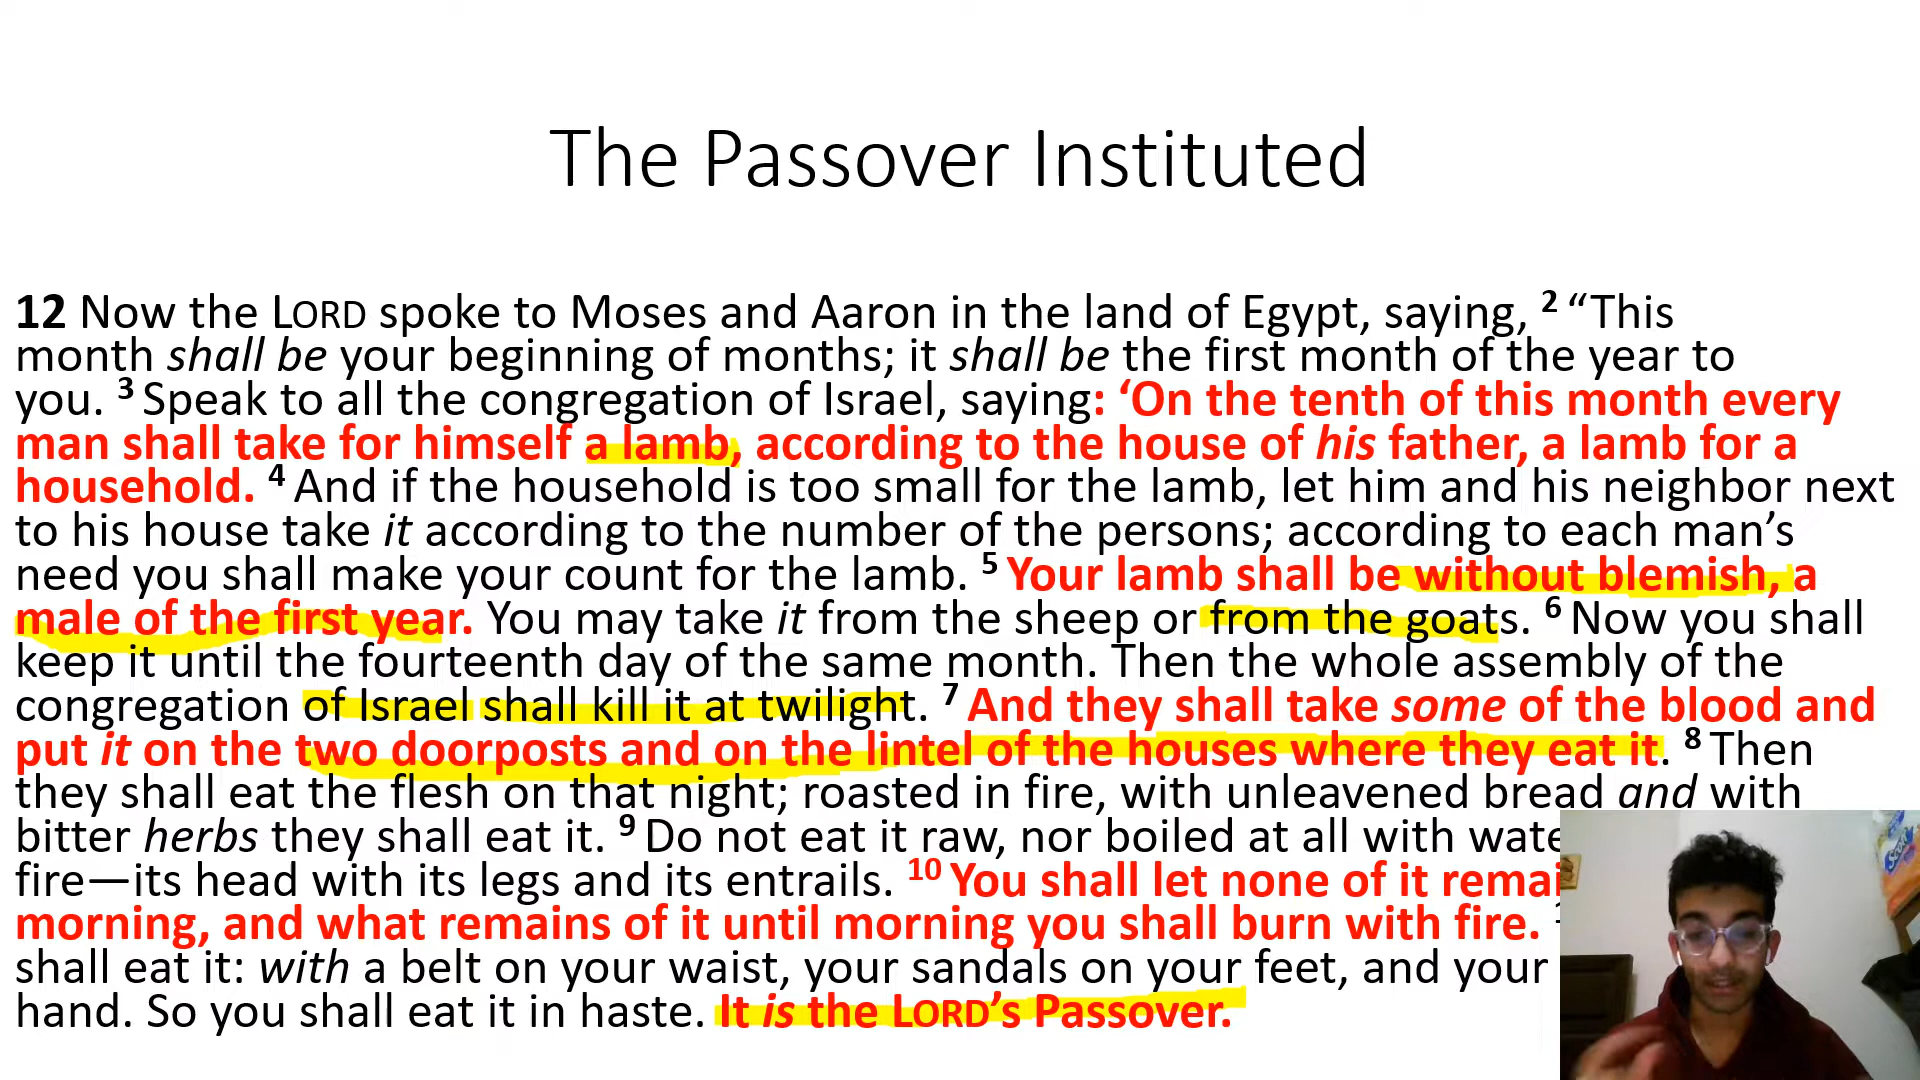 The Passover Instituted
12 Now the LORD spoke to Moses and Aaron in the land of Egypt, saying, 2 “This
month shall be your beginning of months; it shall be the first month of the year to
you. 3 Speak to all the congregation of Israel, saying: ‘On the tenth of this month every
man shall take for himself a lamb, according to the house of his father, a lamb for a
household. 4 And if the household is too small for the lamb, let him and his neighbor next
to his house take it according to the number of the persons; according to each man’s
need you shall make your count for the lamb. 5 Your lamb shall be without blemish, a
male of the first year. You may take it from the sheep or from the goats. 6 Now you shall
keep it until the fourteenth day of the same month. Then the whole assembly of the
congregation of Israel shall kill it at twilight. 7 And they shall take some of the blood and
put it on the two doorposts and on the lintel of the houses where they eat it. 8 Then
they shall eat the flesh on that night; roasted in fire, with unleavened bread and with
bitter herbs they shall eat it. 9 Do not eat it raw, nor boiled at all with wate
fire—its head with its legs and its entrails. 10 You shall let none of it remai
morning, and what remains of it until morning you shall burn with fire.
shall eat it: with a belt on your waist, your sandals on your feet, and your
hand. So you shall eat it in haste. It is the LORD’s Passover.